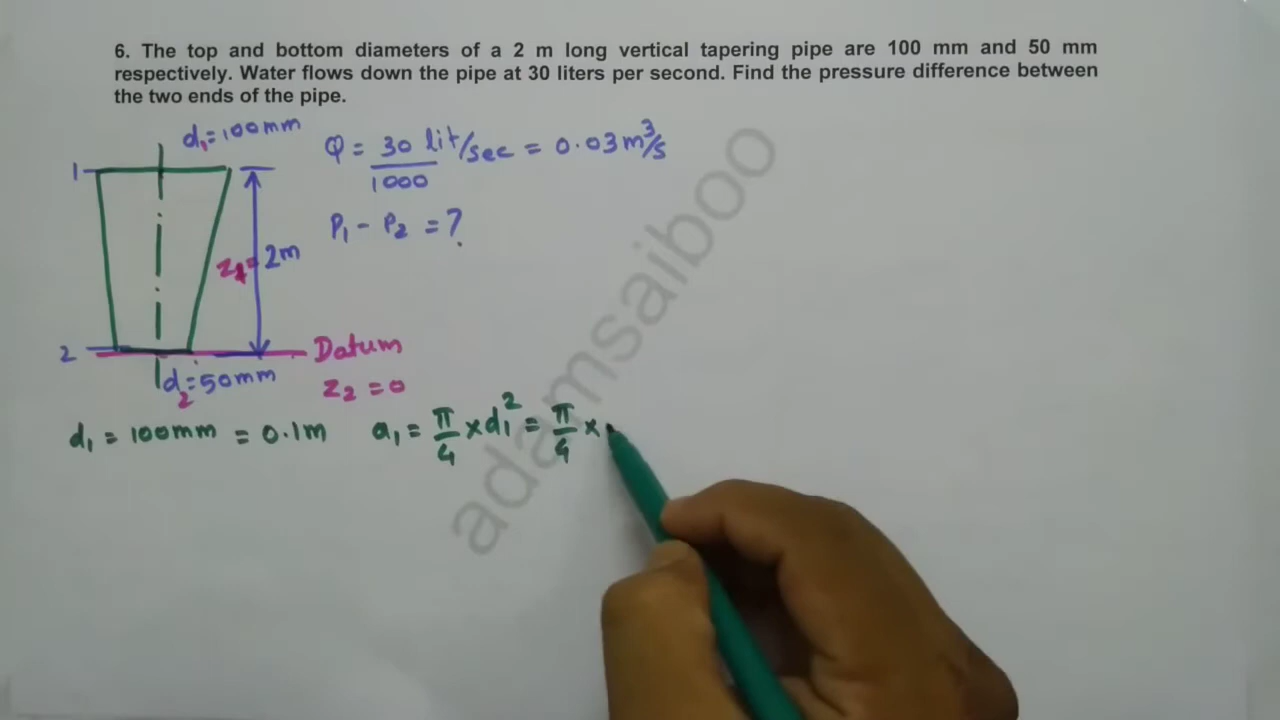 6. The top and bottom diameters of a 2 m long vertical tapering pipe are 100 mm and 50 mm
respectively. Water flows down the pipe at 30 liters per second. Find the pressure difference between
the two ends of the pipe.
d₁=100mm
Q = 30 lit/sec / 1000 = 0.03 m³/s
1
P₁ - P₂ = ?
z₁= 2m
2
Datum
d₂=50mm
z₂ = 0
d₁ = 100mm = 0.1m a₁ = π/4 × d₁² = π/4 ×
adamsaiboo